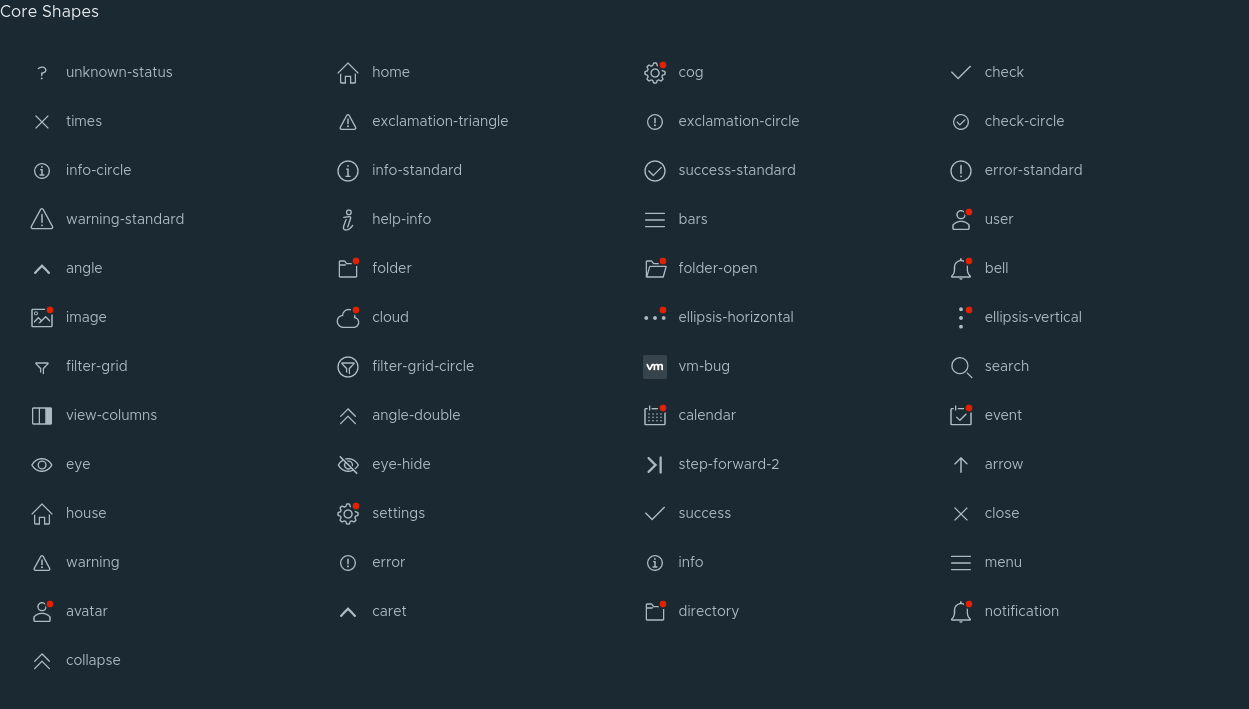 Core Shapes
? unknown-status home cog check
times exclamation-triangle exclamation-circle check-circle
info-circle info-standard success-standard error-standard
warning-standard help-info bars user
angle folder folder-open bell
image cloud ellipsis-horizontal ellipsis-vertical
filter-grid filter-grid-circle vm vm-bug search
view-columns angle-double calendar event
eye eye-hide step-forward-2 arrow
house settings success close
warning error info menu
avatar caret directory notification
collapse